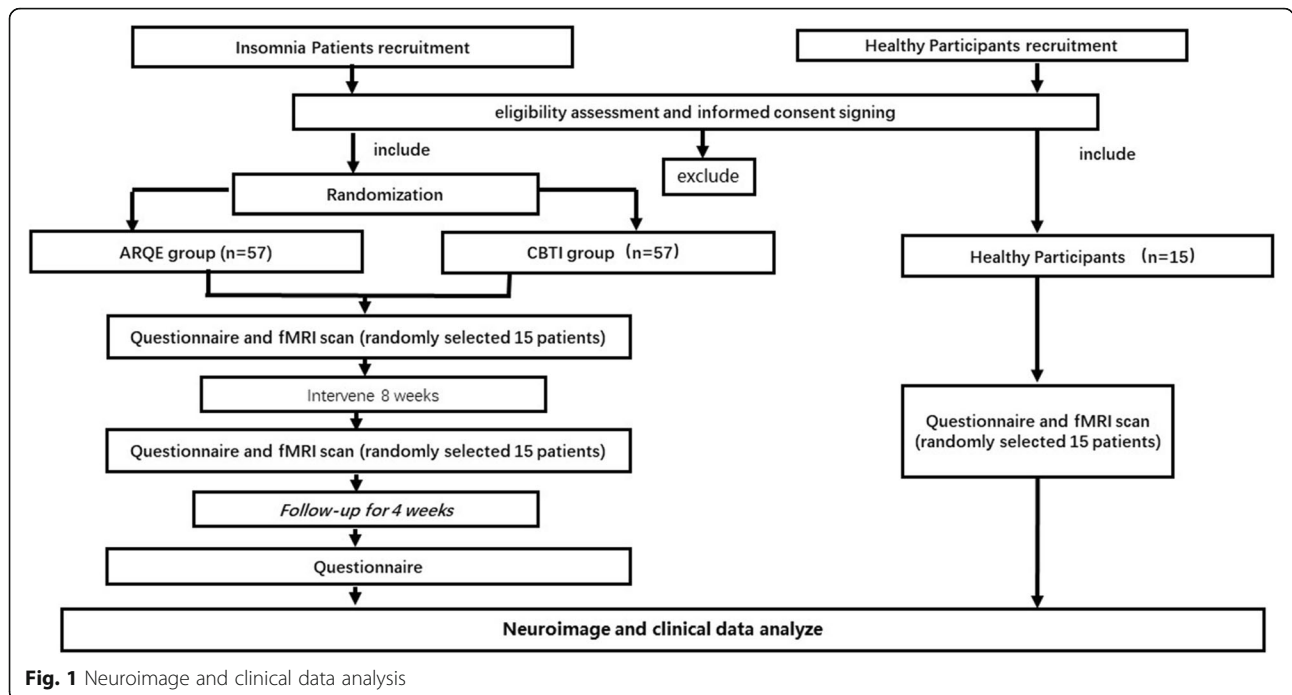 Insomnia Patients recruitment
Healthy Participants recruitment
eligibility assessment and informed consent signing
include
exclude
include
Randomization
ARQE group (n=57)
CBTI group (n=57)
Healthy Participants (n=15)
Questionnaire and fMRI scan (randomly selected 15 patients)
Intervene 8 weeks
Questionnaire and fMRI scan (randomly selected 15 patients)
Questionnaire and fMRI scan
(randomly selected 15 patients)
Follow-up for 4 weeks
Questionnaire
Neuroimage and clinical data analyze
Fig. 1 Neuroimage and clinical data analysis